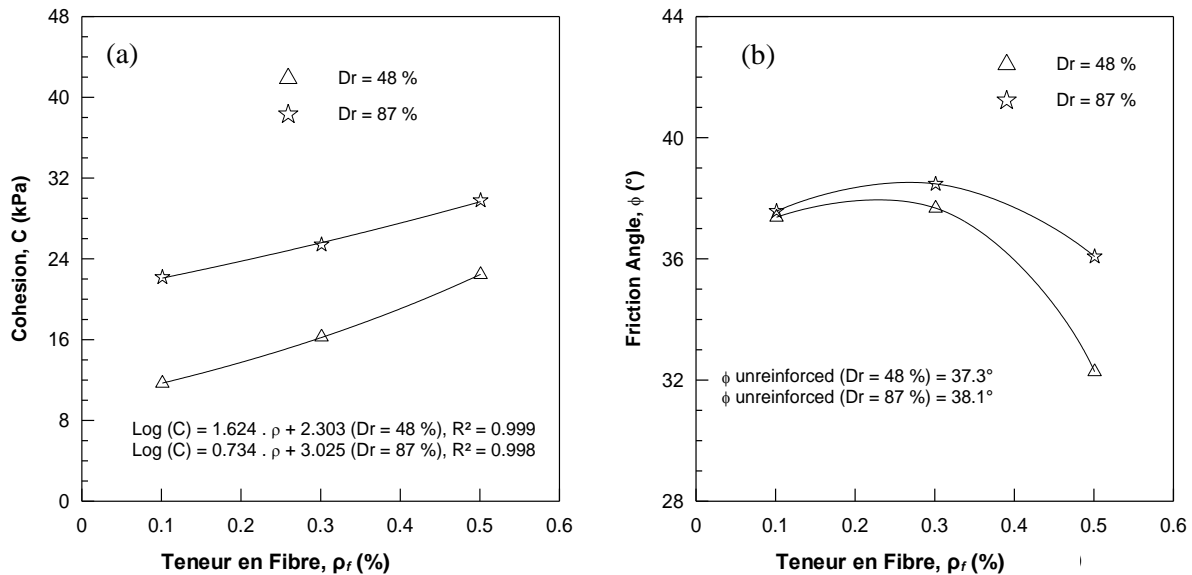 (a)
Dr = 48 %
Dr = 87 %
48
40
32
24
16
8
0
Cohesion, C (kPa)
Log (C) = 1.624 . ρ + 2.303 (Dr = 48 %), R² = 0.999
Log (C) = 0.734 . ρ + 3.025 (Dr = 87 %), R² = 0.998
0 0.1 0.2 0.3 0.4 0.5 0.6
Teneur en Fibre, ρf (%)
(b)
Dr = 48 %
Dr = 87 %
44
40
36
32
28
Friction Angle, ϕ (°)
ϕ unreinforced (Dr = 48 %) = 37.3°
ϕ unreinforced (Dr = 87 %) = 38.1°
0 0.1 0.2 0.3 0.4 0.5 0.6
Teneur en Fibre, ρf (%)
)